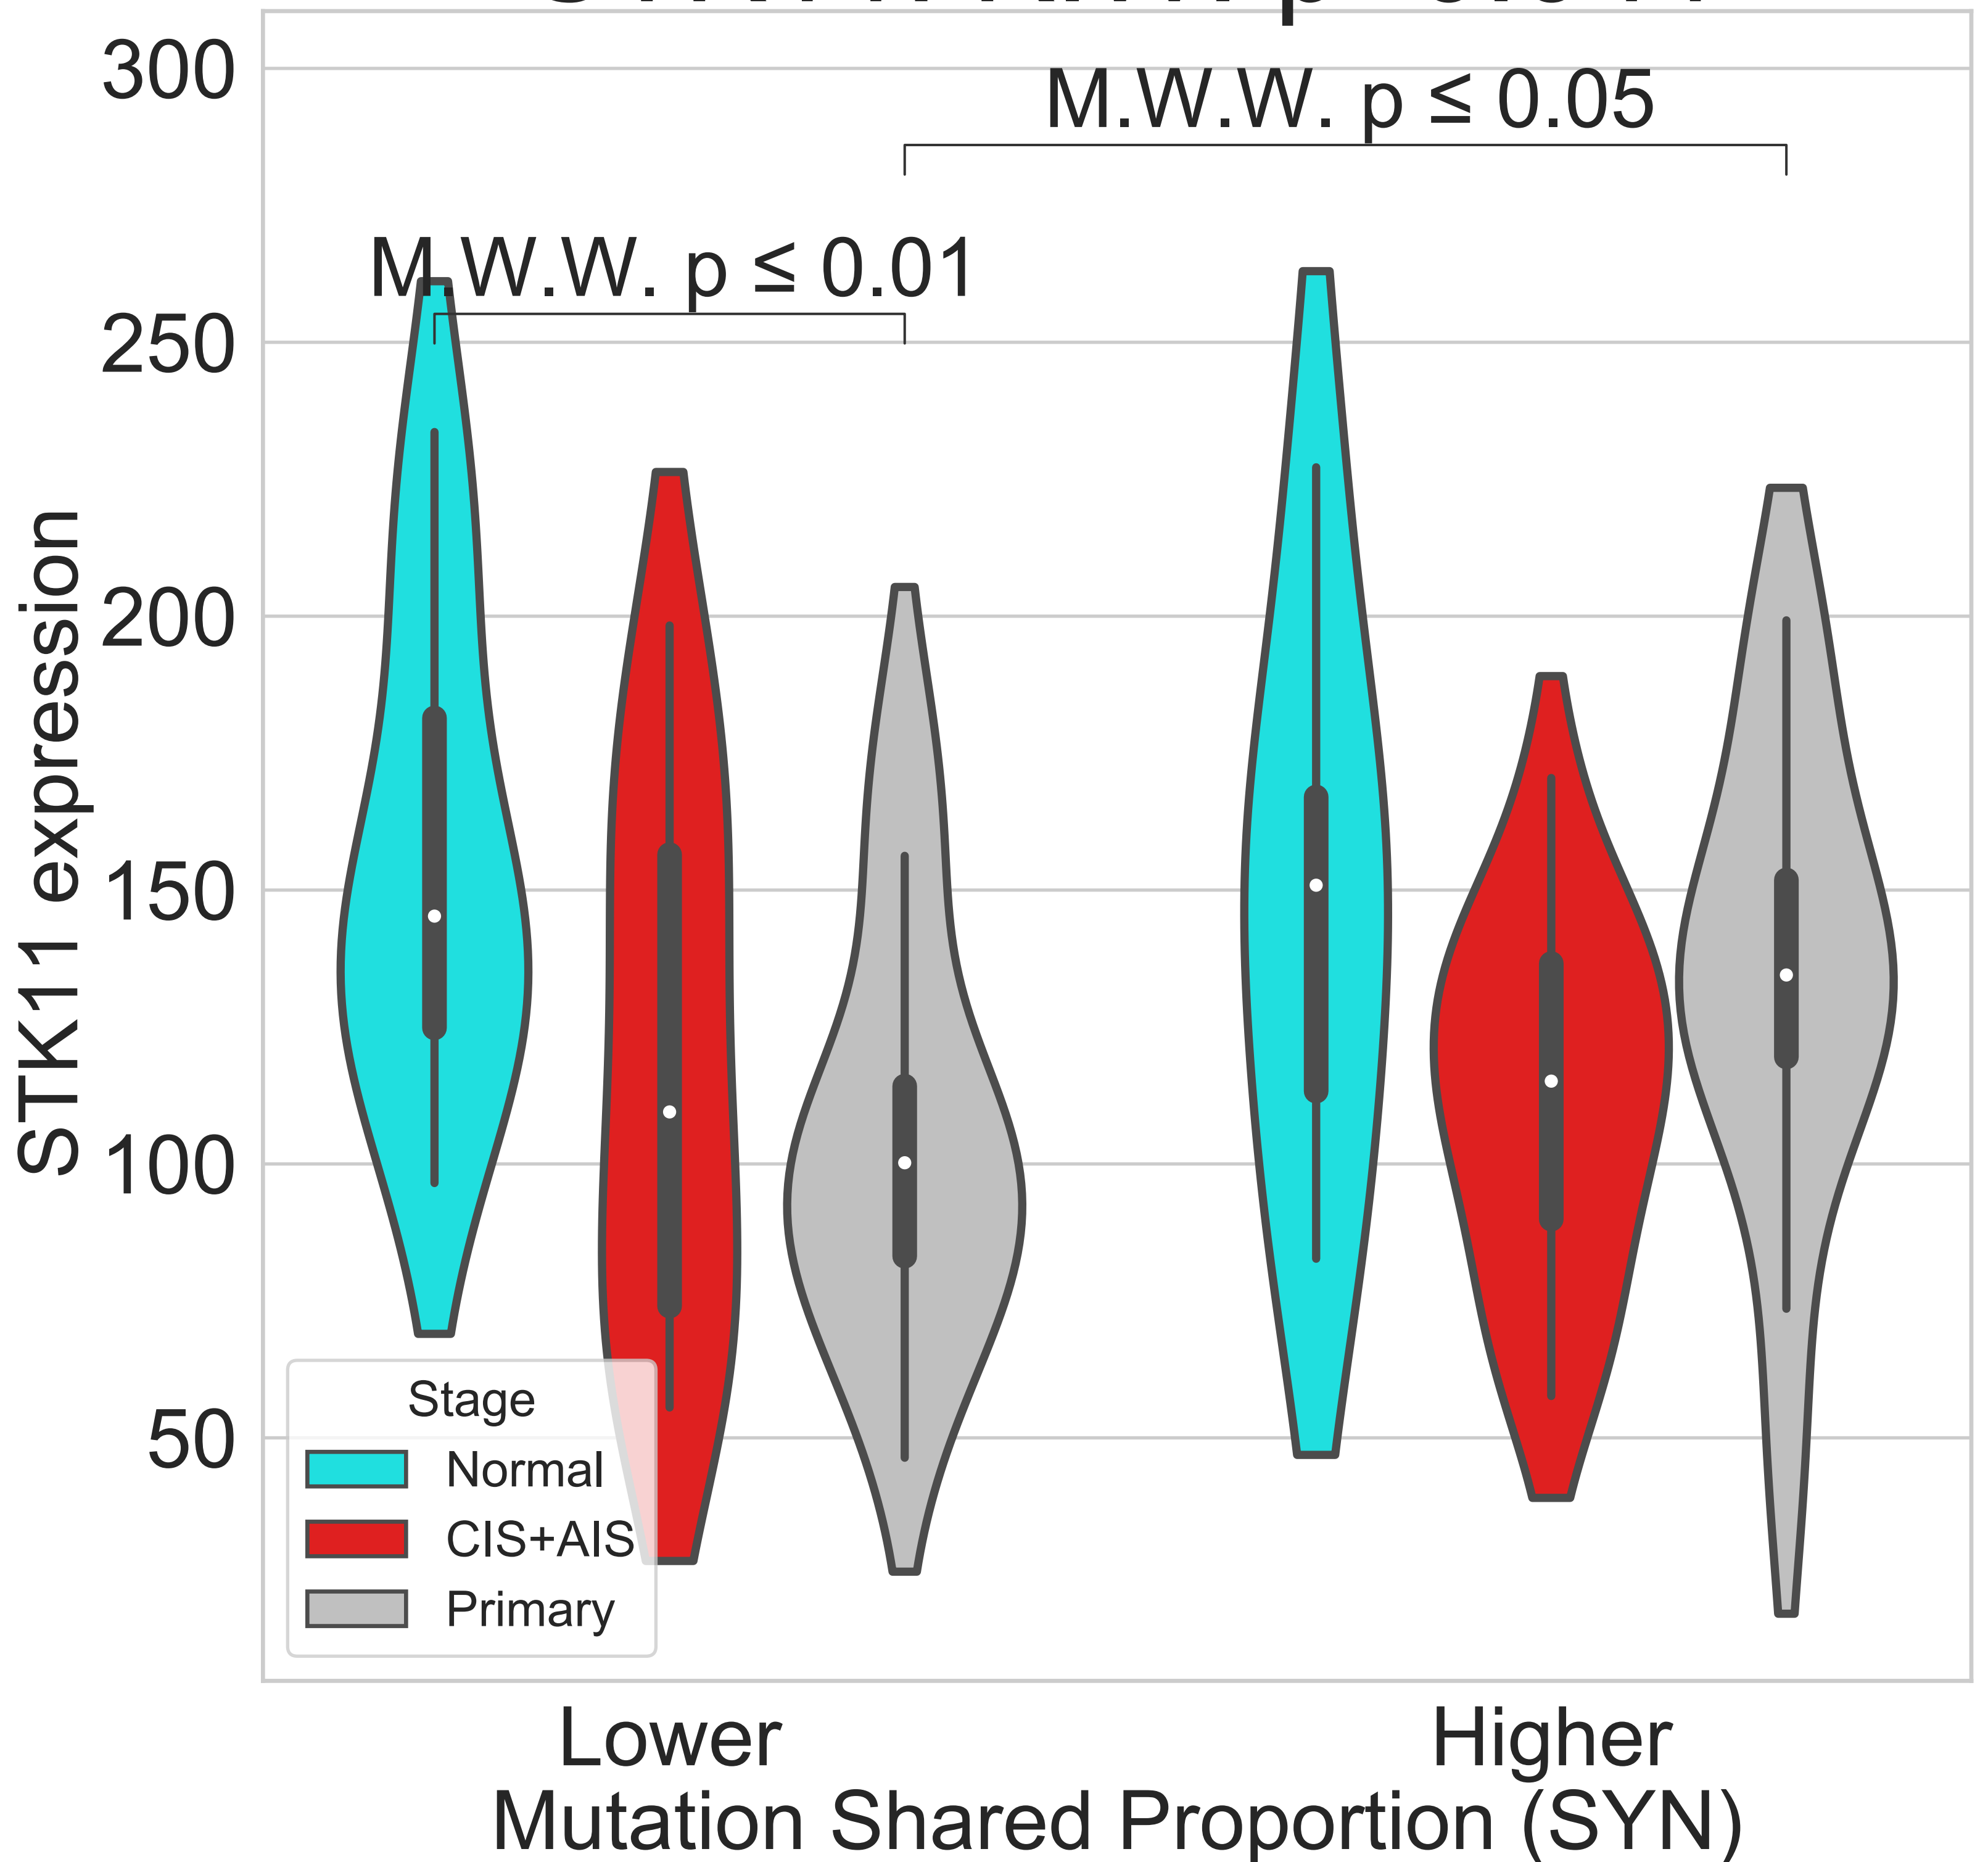 300
M.W.W. p ≤ 0.05
M.W.W. p ≤ 0.01
250
200
150
100
50
STK11 expression
Stage
Normal
CIS+AIS
Primary
Lower
Higher
Mutation Shared Proportion (SYN)